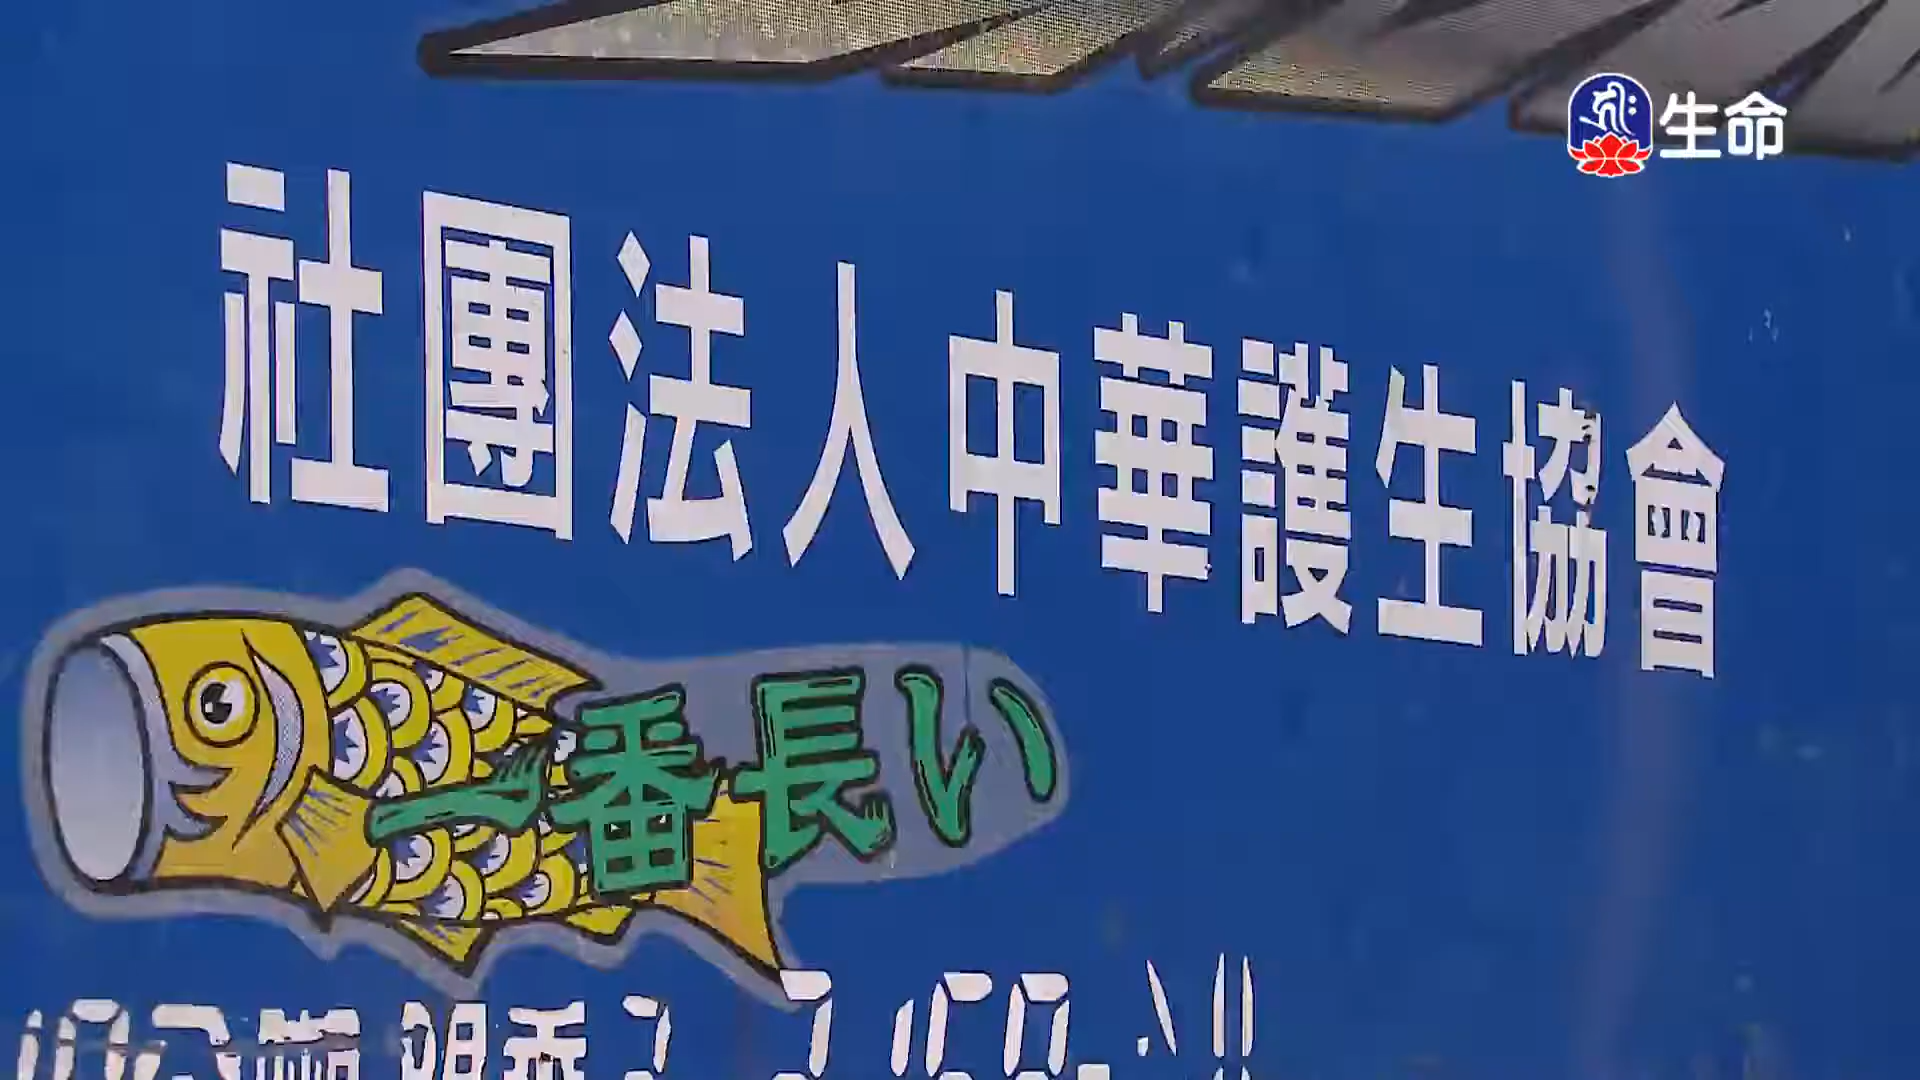 生命
社團法人中華護生協會
一番長い